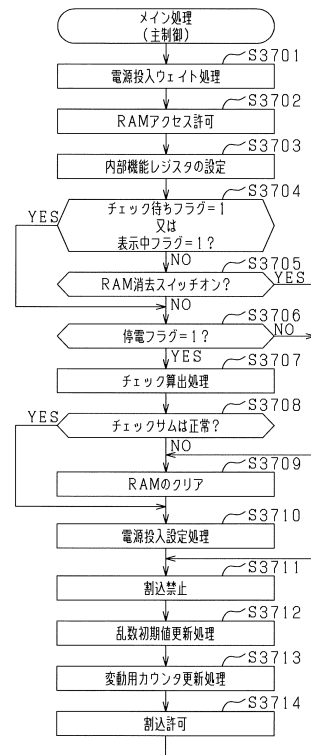 メイン処理
(主制御)
S3701
電源投入ウェイト処理
S3702
RAMアクセス許可
S3703
内部機能レジスタの設定
S3704
チェック待ちフラグ=1
又は
表示中フラグ=1?
YES
NO
S3705
RAM消去スイッチオン?
YES
NO
S3706
停電フラグ=1?
NO
YES
S3707
チェック算出処理
S3708
チェックサムは正常?
YES
NO
S3709
RAMのクリア
S3710
電源投入設定処理
S3711
割込禁止
S3712
乱数初期値更新処理
S3713
変動用カウンタ更新処理
S3714
割込許可